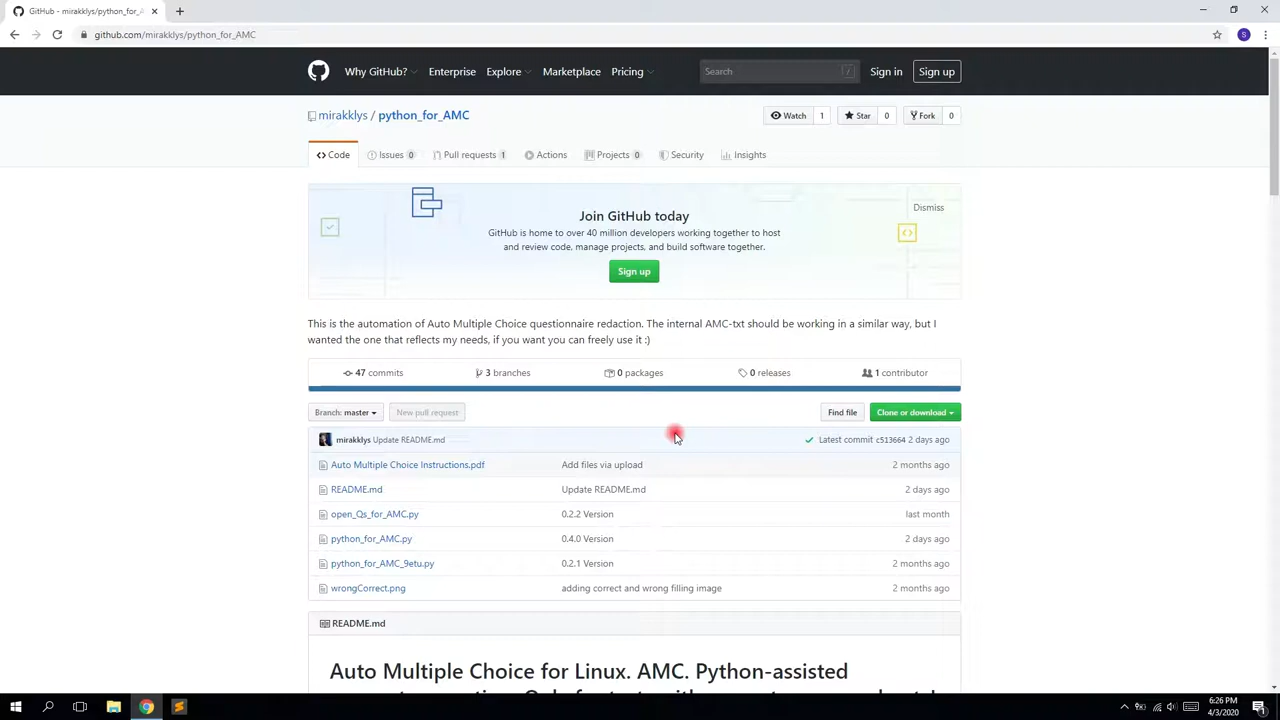 GitHub - mirakklys/python_for_A
github.com/mirakklys/python_for_AMC
S
Why GitHub? Enterprise Explore Marketplace Pricing Search / Sign in Sign up
mirakklys / python_for_AMC Watch 1 Star 0 Fork 0
Code Issues 0 Pull requests 1 Actions Projects 0 Security Insights
Join GitHub today
Dismiss
GitHub is home to over 40 million developers working together to host
and review code, manage projects, and build software together.
Sign up
This is the automation of Auto Multiple Choice questionnaire redaction. The internal AMC-txt should be working in a similar way, but I
wanted the one that reflects my needs, if you want you can freely use it :)
47 commits 3 branches 0 packages 0 releases 1 contributor
Branch: master New pull request Find file Clone or download
mirakklys Update README.md Latest commit c513664 2 days ago
Auto Multiple Choice Instructions.pdf Add files via upload 2 months ago
README.md Update README.md 2 days ago
open_Qs_for_AMC.py 0.2.2 Version last month
python_for_AMC.py 0.4.0 Version 2 days ago
python_for_AMC_9etu.py 0.2.1 Version 2 months ago
wrongCorrect.png adding correct and wrong filling image 2 months ago
README.md
Auto Multiple Choice for Linux. AMC. Python-assisted
6:26 PM
4/3/2020